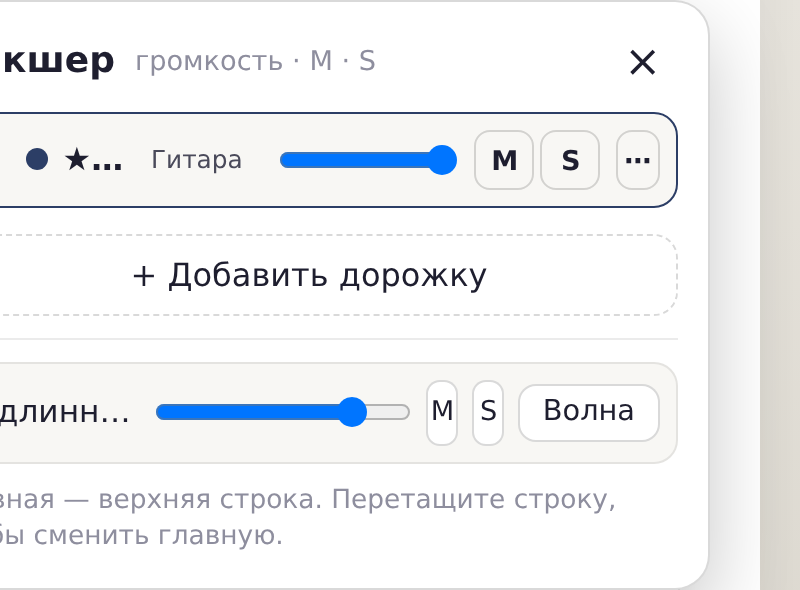 кшер громкость · M · S ×
★... Гитара M S ...
+ Добавить дорожку
длинн... M S Волна
вная — верхняя строка. Перетащите строку,
бы сменить главную.